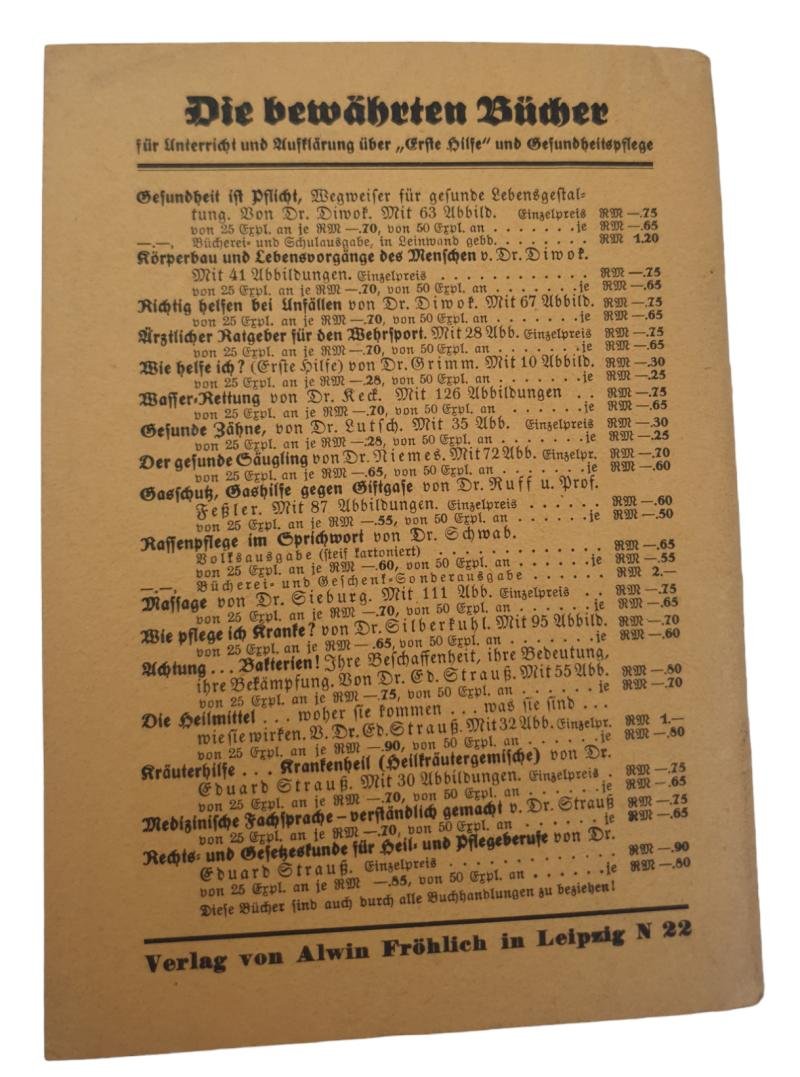 Die bewährten Bücher
für Unterricht und Aufklärung über „Erste Hilfe“ und Gesundheitspflege
Gesundheit ist Pflicht, Wegweiser für gesunde Lebensgestal-
tung. Von Dr. Diwok. Mit 63 Abbild. Einzelpreis RM —.75
von 25 Expl. an je RM —.70, von 50 Expl. an . . . . . . . je RM —.65
—.—, Bücherei- und Schulausgabe, in Leinwand gebd. . . . . . . . RM 1.20
Körperbau und Lebensvorgänge des Menschen v. Dr. Diwok.
Mit 41 Abbildungen. Einzelpreis . . . . . . . . . . . . RM —.75
von 25 Expl. an je RM —.70, von 50 Expl. an . . . . . . . je RM —.65
Richtig helfen bei Unfällen von Dr. Diwok. Mit 67 Abbild. RM —.75
von 25 Expl. an je RM —.70, von 50 Expl. an . . . . . . . je RM —.65
Ärztlicher Ratgeber für den Wehrsport. Mit 28 Abb. Einzelpreis RM —.75
von 25 Expl. an je RM —.70, von 50 Expl. an . . . . . . . je RM —.65
Wie helfe ich? (Erste Hilfe) von Dr. Grimm. Mit 10 Abbild. RM —.30
von 25 Expl. an je RM —.28, von 50 Expl. an . . . . . . . je RM —.25
Wasser-Rettung von Dr. Keck. Mit 126 Abbildungen . . RM —.75
von 25 Expl. an je RM —.70, von 50 Expl. an . . . . . . . je RM —.65
Gesunde Zähne, von Dr. Lutsch. Mit 35 Abb. Einzelpreis RM —.30
von 25 Expl. an je RM —.28, von 50 Expl. an . . . . . . . je RM —.25
Der gesunde Säugling von Dr. Niemes. Mit 72 Abb. Einzelpr. RM —.70
von 25 Expl. an je RM —.65, von 50 Expl. an . . . . . . . je RM —.60
Gasschutz, Gashilfe gegen Giftgase von Dr. Ruff u. Prof.
Feßler. Mit 87 Abbildungen. Einzelpreis . . . . . . RM —.60
von 25 Expl. an je RM —.55, von 50 Expl. an . . . . . . . je RM —.50
Rassenpflege im Sprichwort von Dr. Schwab.
Volksausgabe (steif kartoniert) . . . . . . . . . . . . RM —.65
von 25 Expl. an je RM —.60, von 50 Expl. an . . . . . . . je RM —.55
—.—, Bücherei- und Geschenk-Sonderausgabe . . . . . . RM 2.—
Massage von Dr. Sieburg. Mit 111 Abb. Einzelpreis . . RM —.75
von 25 Expl. an je RM —.70, von 50 Expl. an . . . . . . . je RM —.65
Wie pflege ich Kranke? von Dr. Silberkuhl. Mit 95 Abbild. RM —.70
von 25 Expl. an je RM —.65, von 50 Expl. an . . . . . . . je RM —.60
Achtung ... Bakterien! Ihre Beschaffenheit, ihre Bedeutung,
ihre Bekämpfung. Von Dr. Ed. Strauß. Mit 55 Abb. RM —.80
von 25 Expl. an je RM —.75, von 50 Expl. an . . . . . . . je RM —.70
Die Heilmittel ... woher sie kommen ... was sie sind ...
wie sie wirken. V. Dr. Ed. Strauß. Mit 32 Abb. Einzelpr. RM 1.—
von 25 Expl. an je RM —.90, von 50 Expl. an . . . . . . . je RM —.80
Kräuterhilfe ... Krankenheil (Heilkräutergemische) von Dr.
Eduard Strauß. Mit 30 Abbildungen. Einzelpreis . RM —.75
von 25 Expl. an je RM —.70, von 50 Expl. an . . . . . . . je RM —.65
Medizinische Fachsprache – verständlich gemacht v. Dr. Strauß RM —.75
von 25 Expl. an je RM —.70, von 50 Expl. an . . . . . . . je RM —.65
Rechts- und Gesetzeskunde für Heil- und Pflegeberufe von Dr.
Eduard Strauß. Einzelpreis . . . . . . . . . . . . RM —.90
von 25 Expl. an je RM —.85, von 50 Expl. an . . . . . . . je RM —.80
Diese Bücher sind auch durch alle Buchhandlungen zu beziehen!
Verlag von Alwin Fröhlich in Leipzig N 22